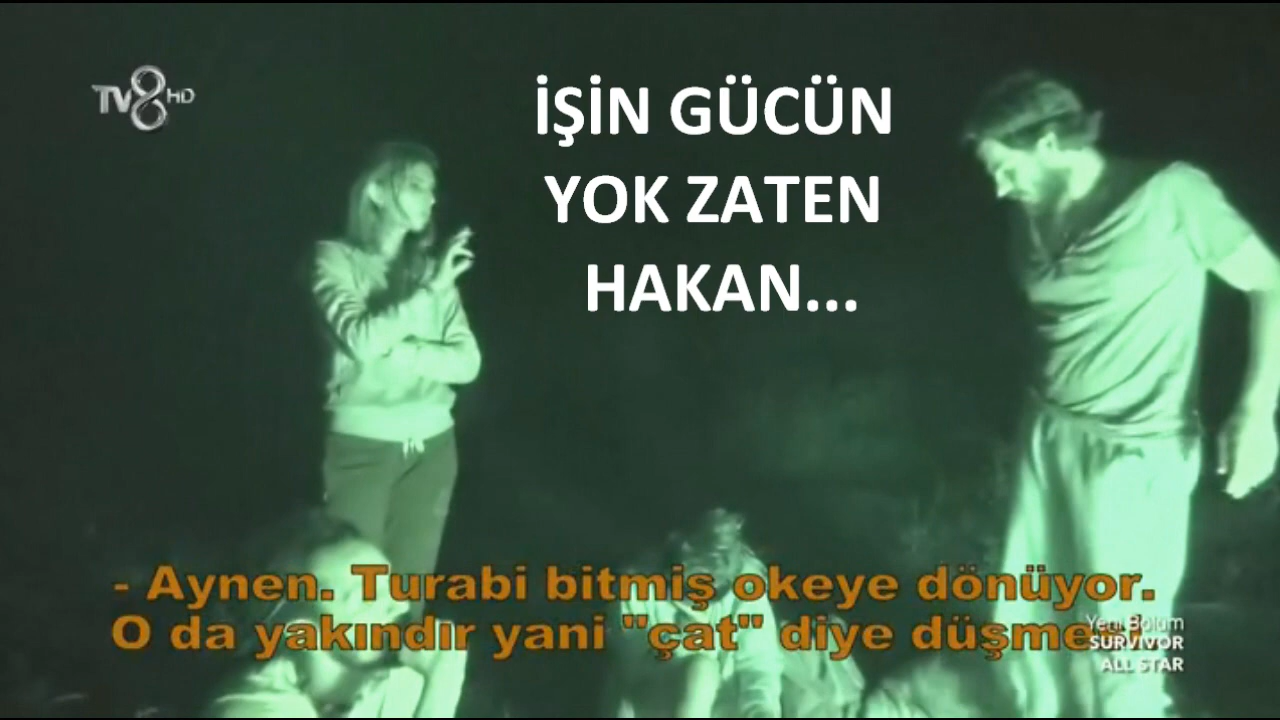 TV8 HD
İŞİN GÜCÜN
YOK ZATEN
HAKAN...
- Aynen. Turabi bitmiş okeye dönüyor.
O da yakındır yani "çat" diye düşme
Yeni Bölüm
SURVIVOR
ALL STAR